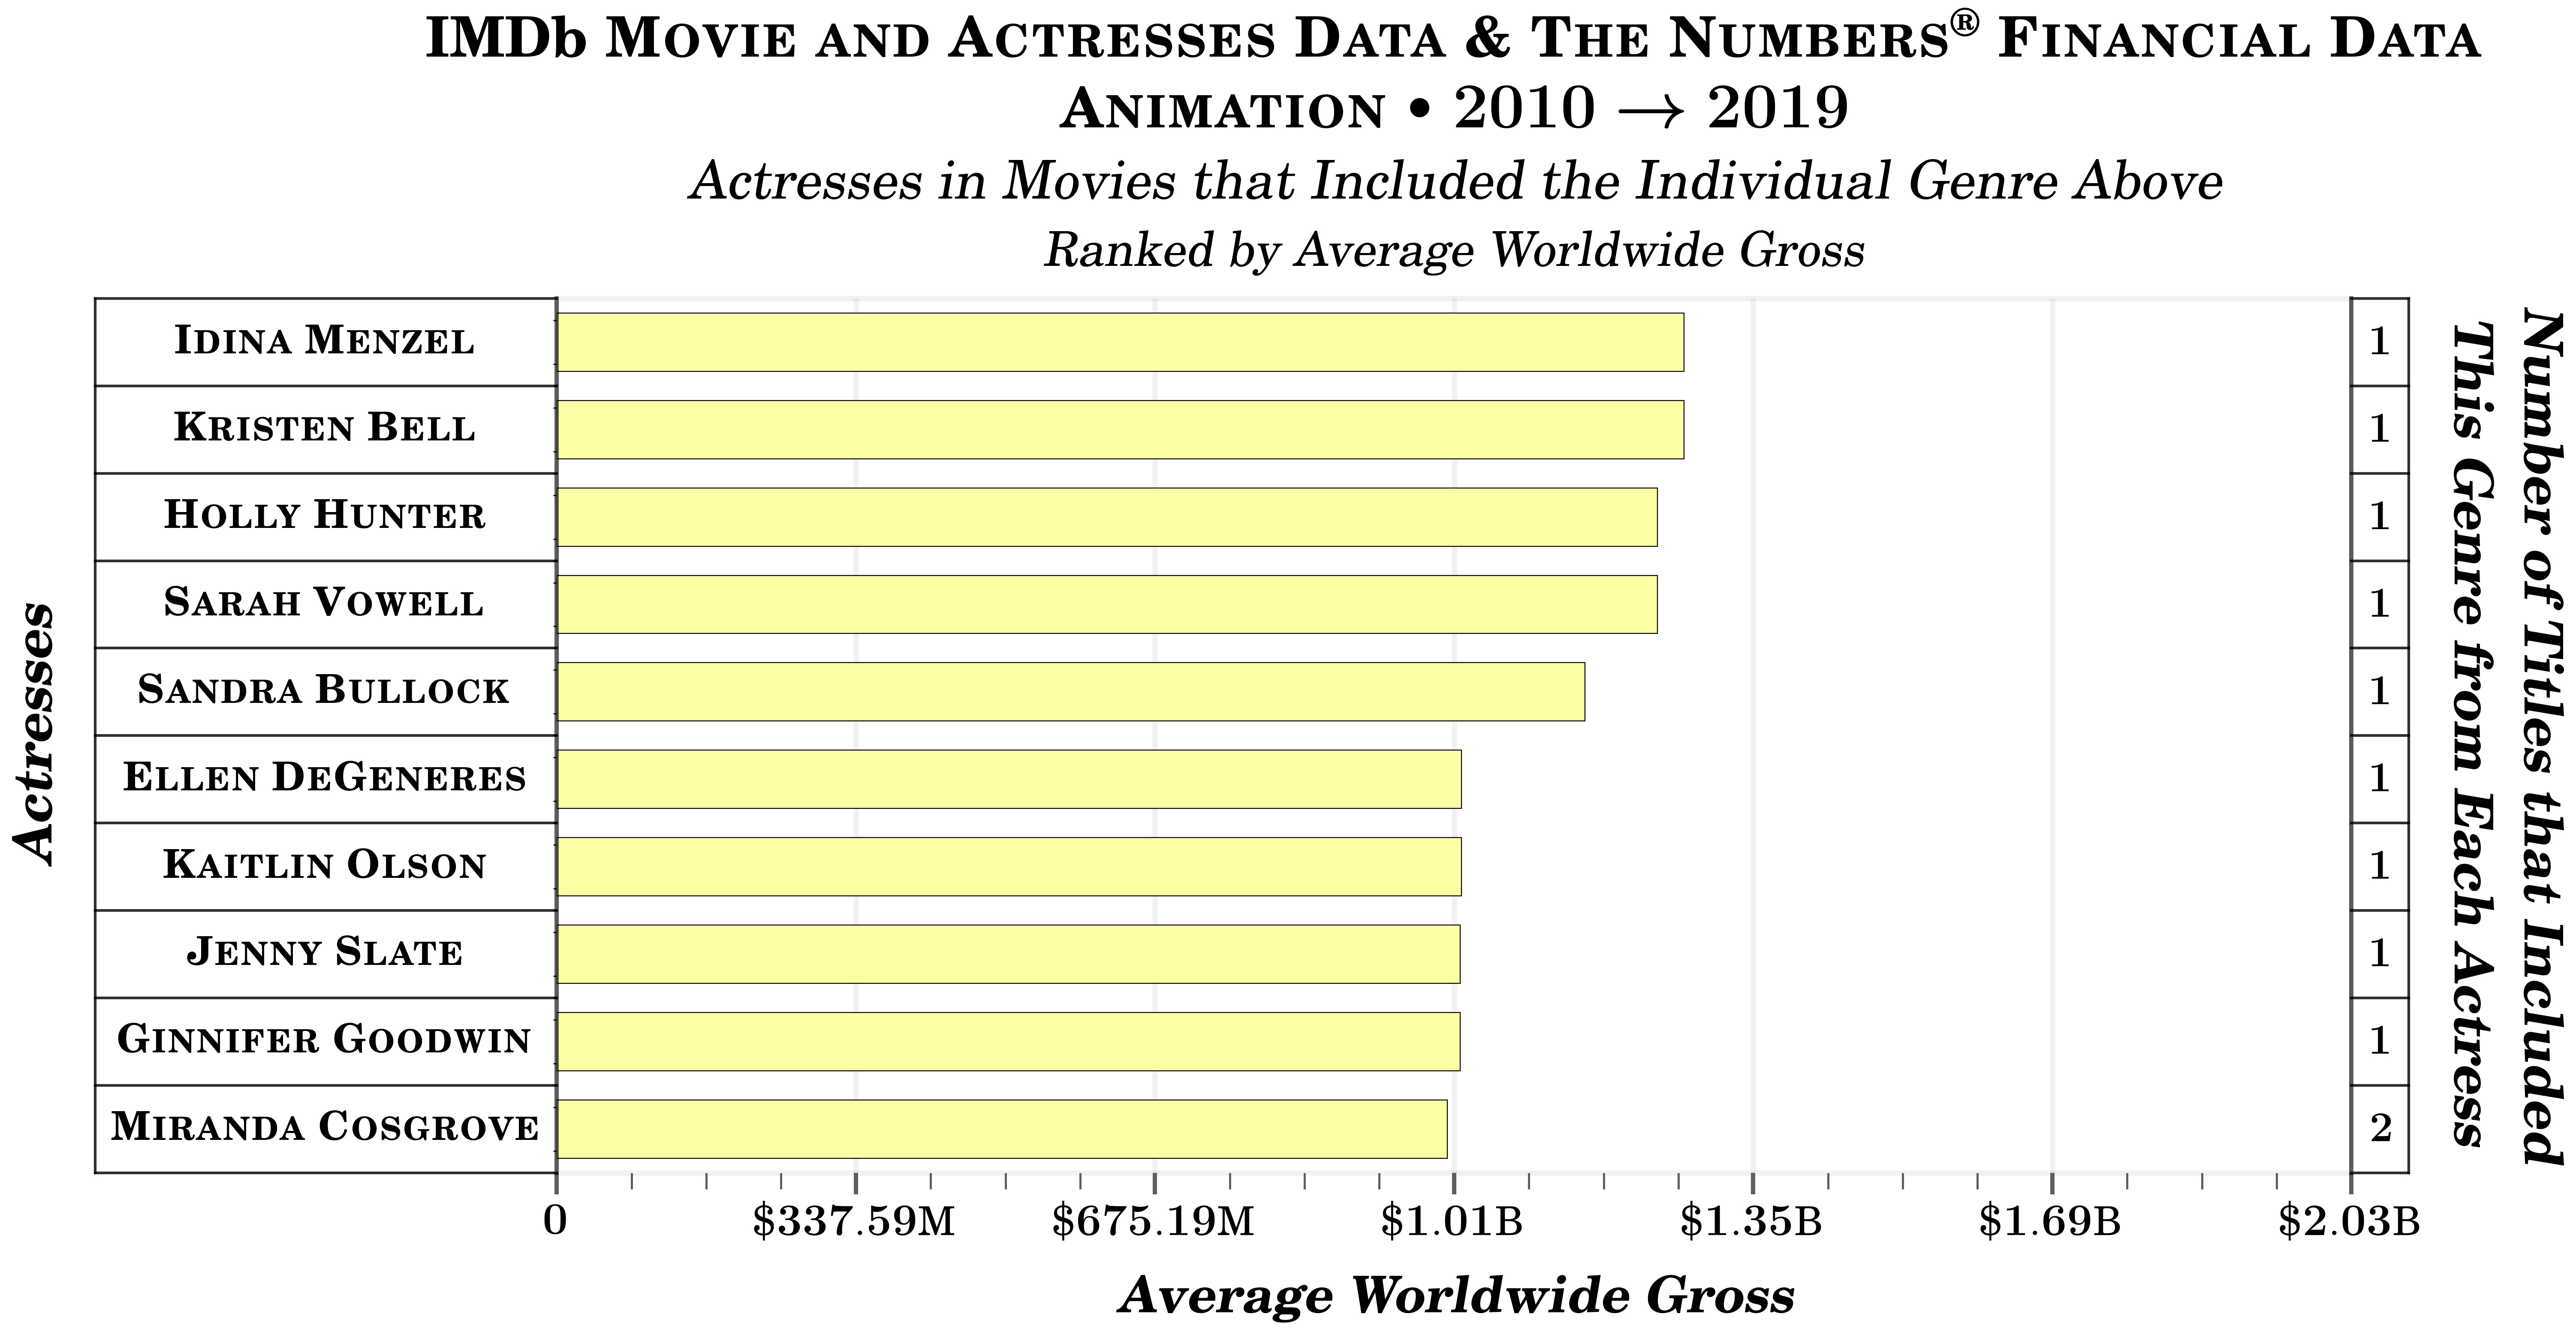 IMDb Movie and Actresses Data & The Numbers® Financial Data
Animation • 2010 → 2019
Actresses in Movies that Included the Individual Genre Above
Ranked by Average Worldwide Gross
Actresses
Idina Menzel 1
Kristen Bell 1
Holly Hunter 1
Sarah Vowell 1
Sandra Bullock 1
Ellen DeGeneres 1
Kaitlin Olson 1
Jenny Slate 1
Ginnifer Goodwin 1
Miranda Cosgrove 2
Number of Titles that Included
This Genre from Each Actress
0 $337.59M $675.19M $1.01B $1.35B $1.69B $2.03B
Average Worldwide Gross